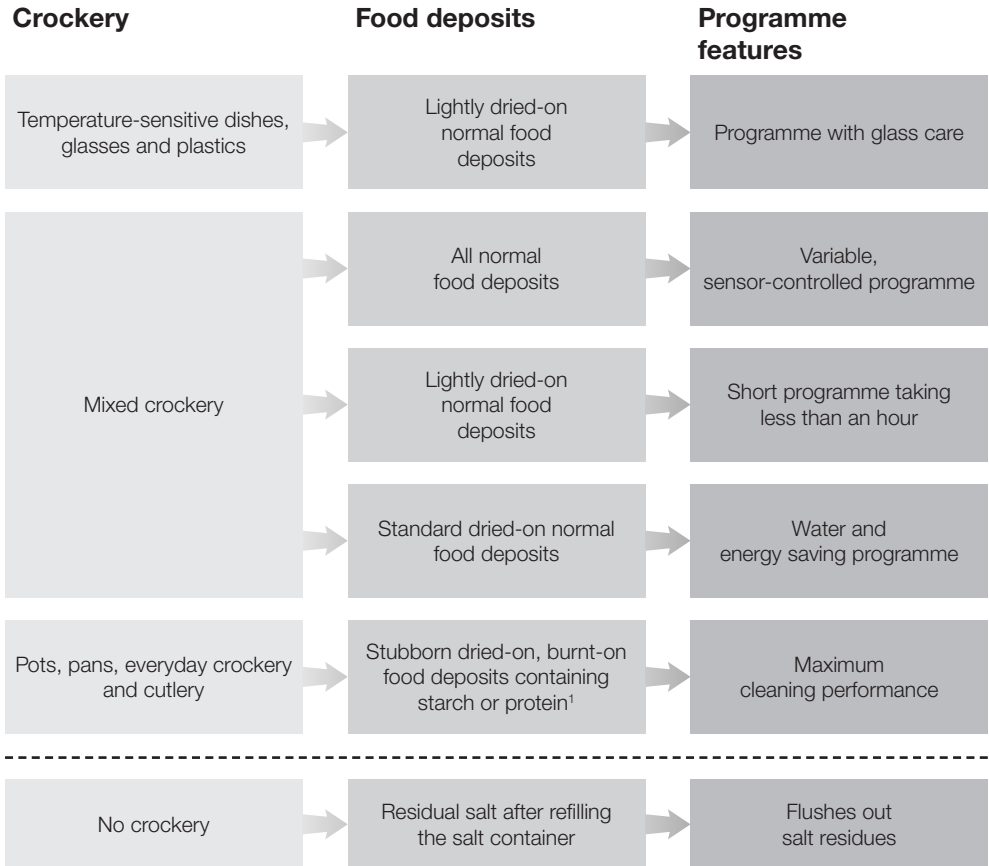 Crockery
Food deposits
Programme
features
Temperature-sensitive dishes,
glasses and plastics
Lightly dried-on
normal food
deposits
Programme with glass care
Mixed crockery
All normal
food deposits
Variable,
sensor-controlled programme
Lightly dried-on
normal food
deposits
Short programme taking
less than an hour
Standard dried-on normal
food deposits
Water and
energy saving programme
Pots, pans, everyday crockery
and cutlery
Stubborn dried-on, burnt-on
food deposits containing
starch or protein¹
Maximum
cleaning performance
No crockery
Residual salt after refilling
the salt container
Flushes out
salt residues